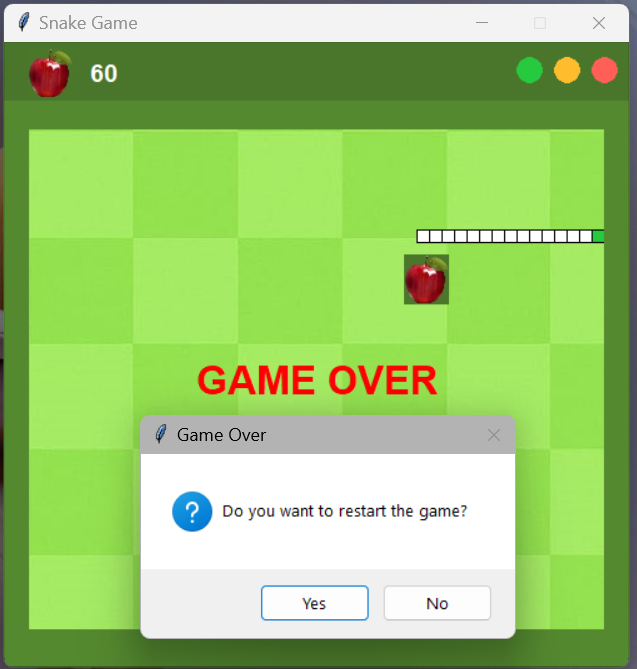 Snake Game
60
GAME OVER
Game Over
Do you want to restart the game?
Yes No